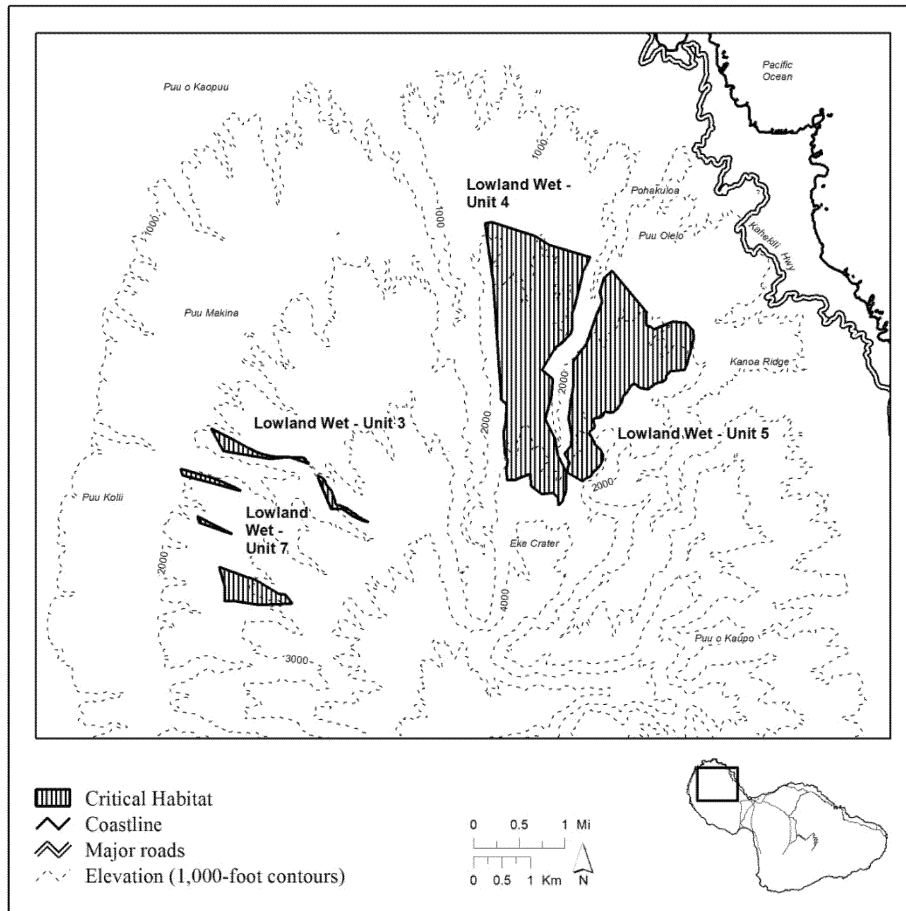 Pacific
Ocean
Puu o Kaopuu
1000
Lowland Wet -
Unit 4
Pohakuloa
1000
1000
Puu Olelo
Kahekili Hwy
Puu Makina
Kanoa Ridge
2000
2000
Lowland Wet - Unit 3
Lowland Wet - Unit 5
Puu Kolii
2000
Lowland
Wet -
Unit 7
Eke Crater
2000
4000
Puu o Kaupo
3000
Critical Habitat
Coastline
Major roads
Elevation (1,000-foot contours)
0 0.5 1 Mi
0 0.5 1 Km
N